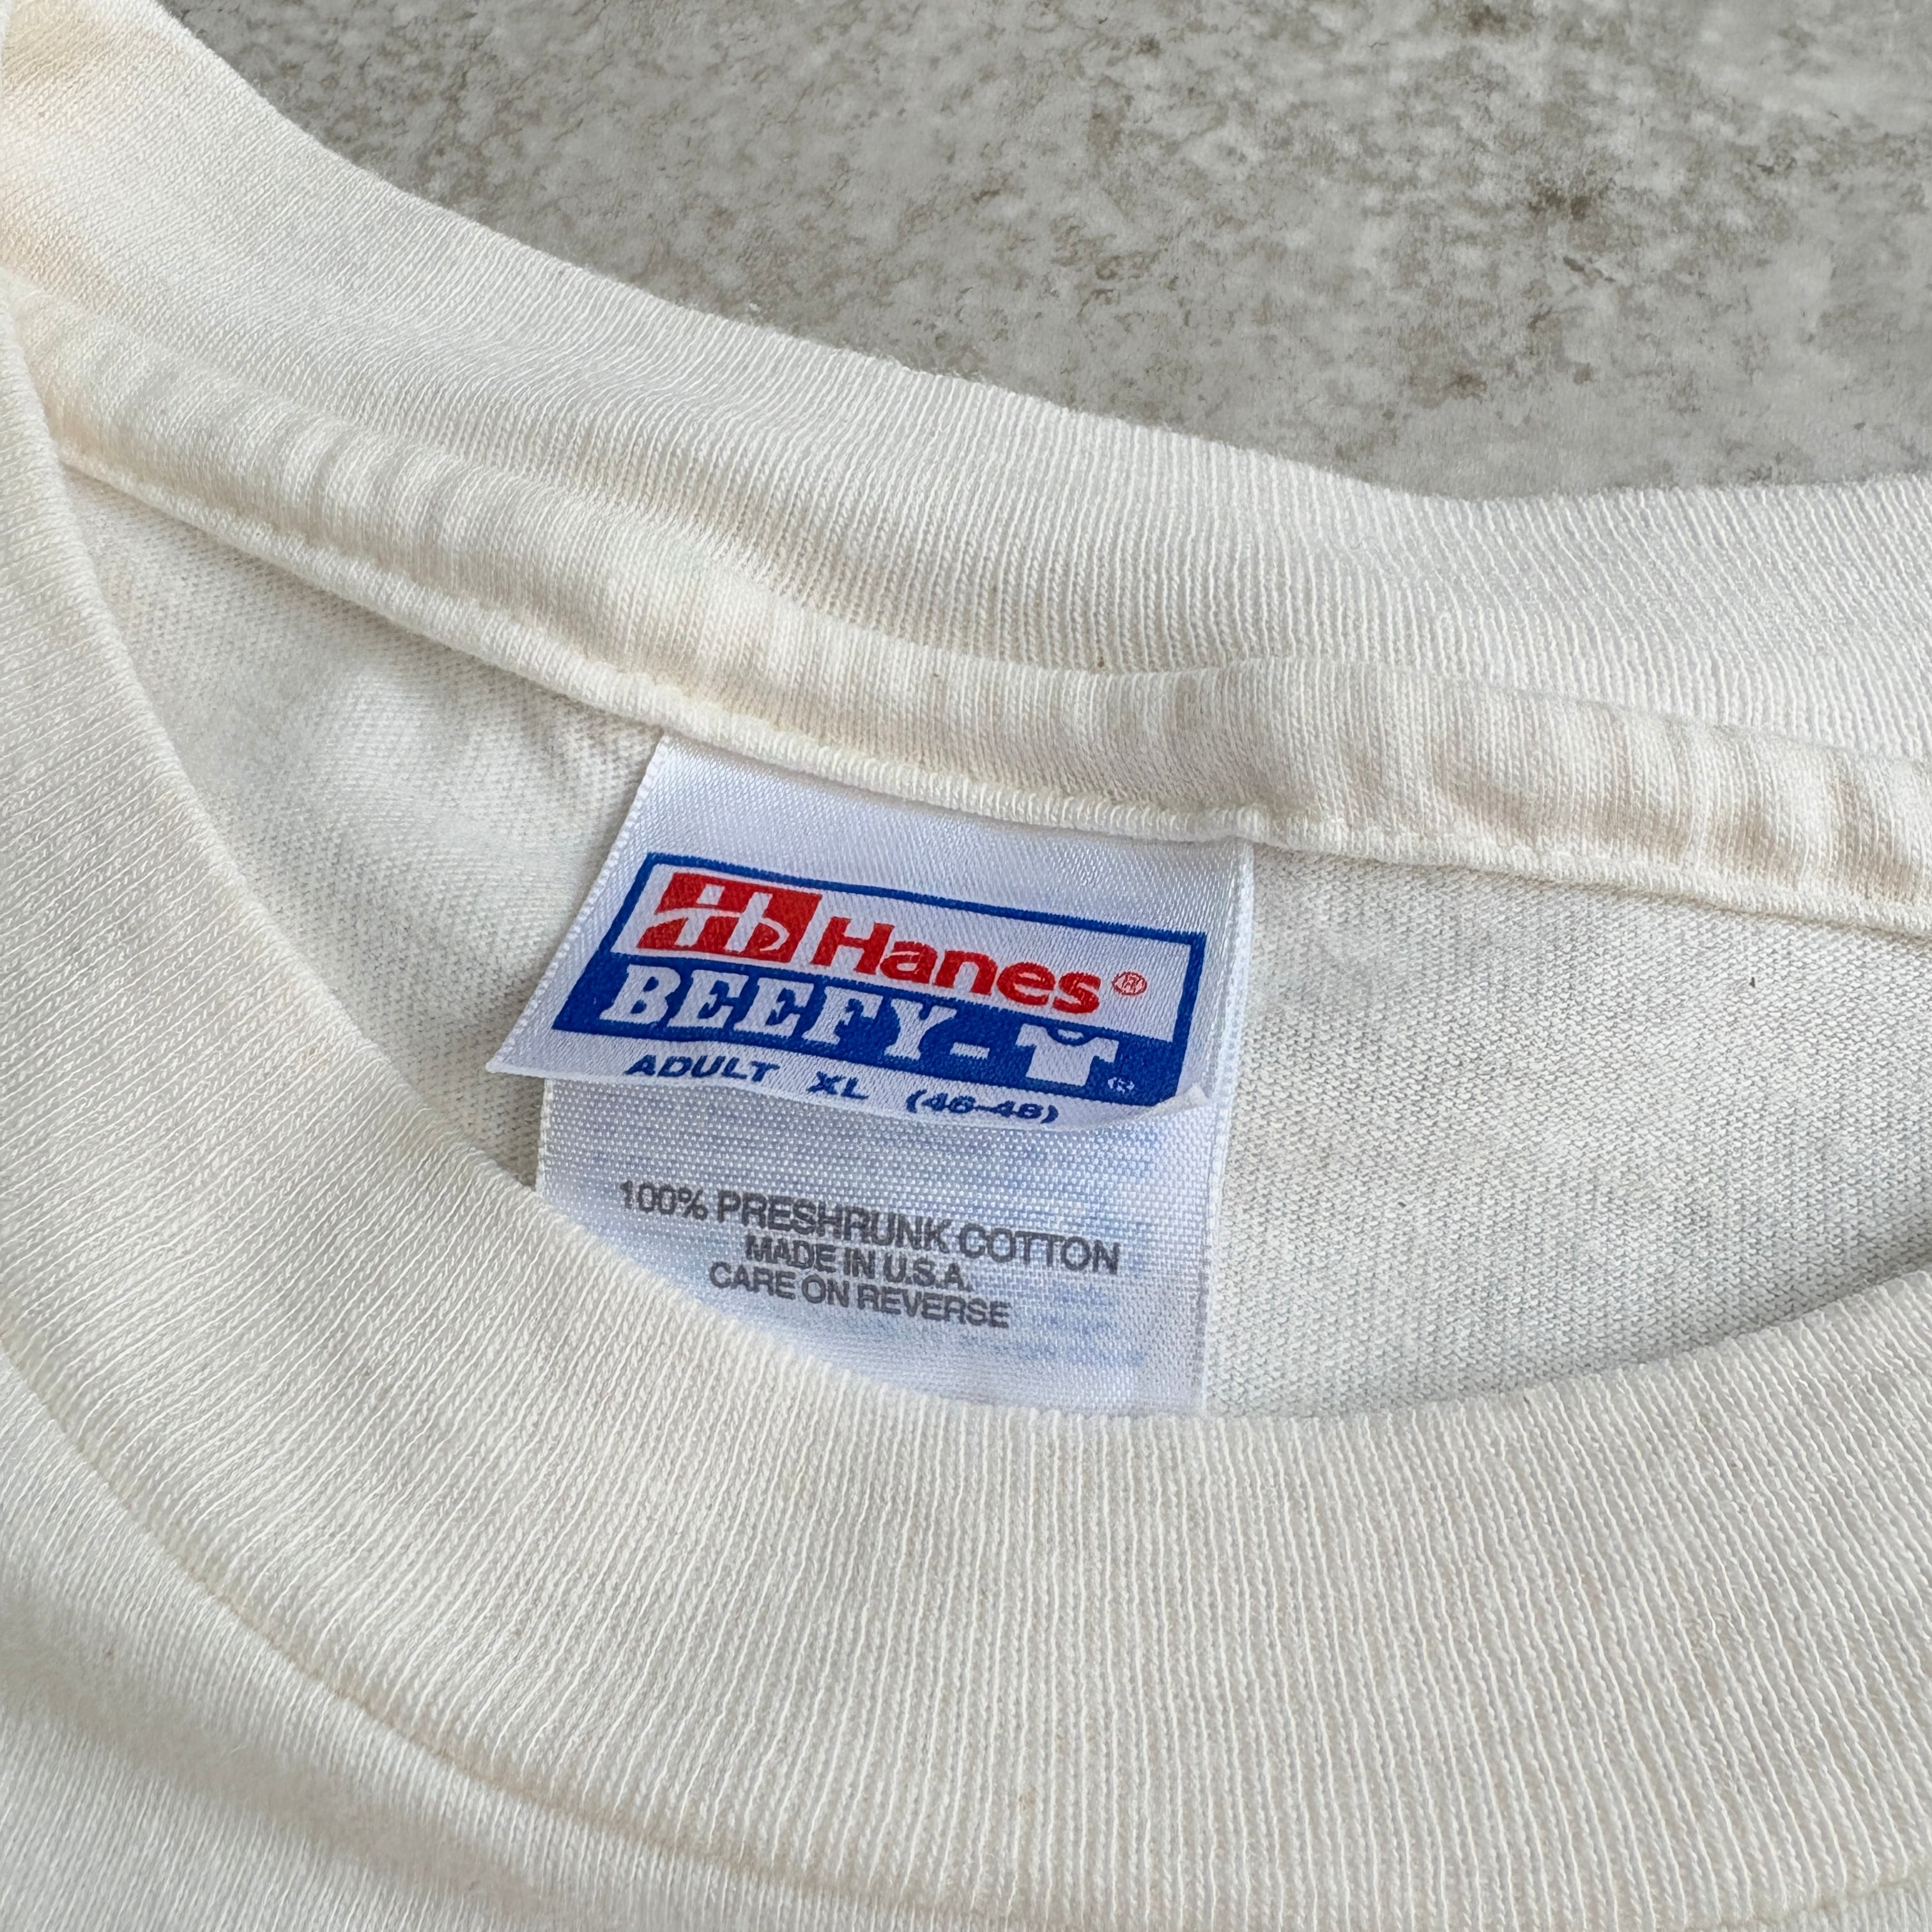 Hanes®
BEEFY-T®
ADULT XL (46-48)
100% PRESHRUNK COTTON
MADE IN U.S.A.
CARE ON REVERSE